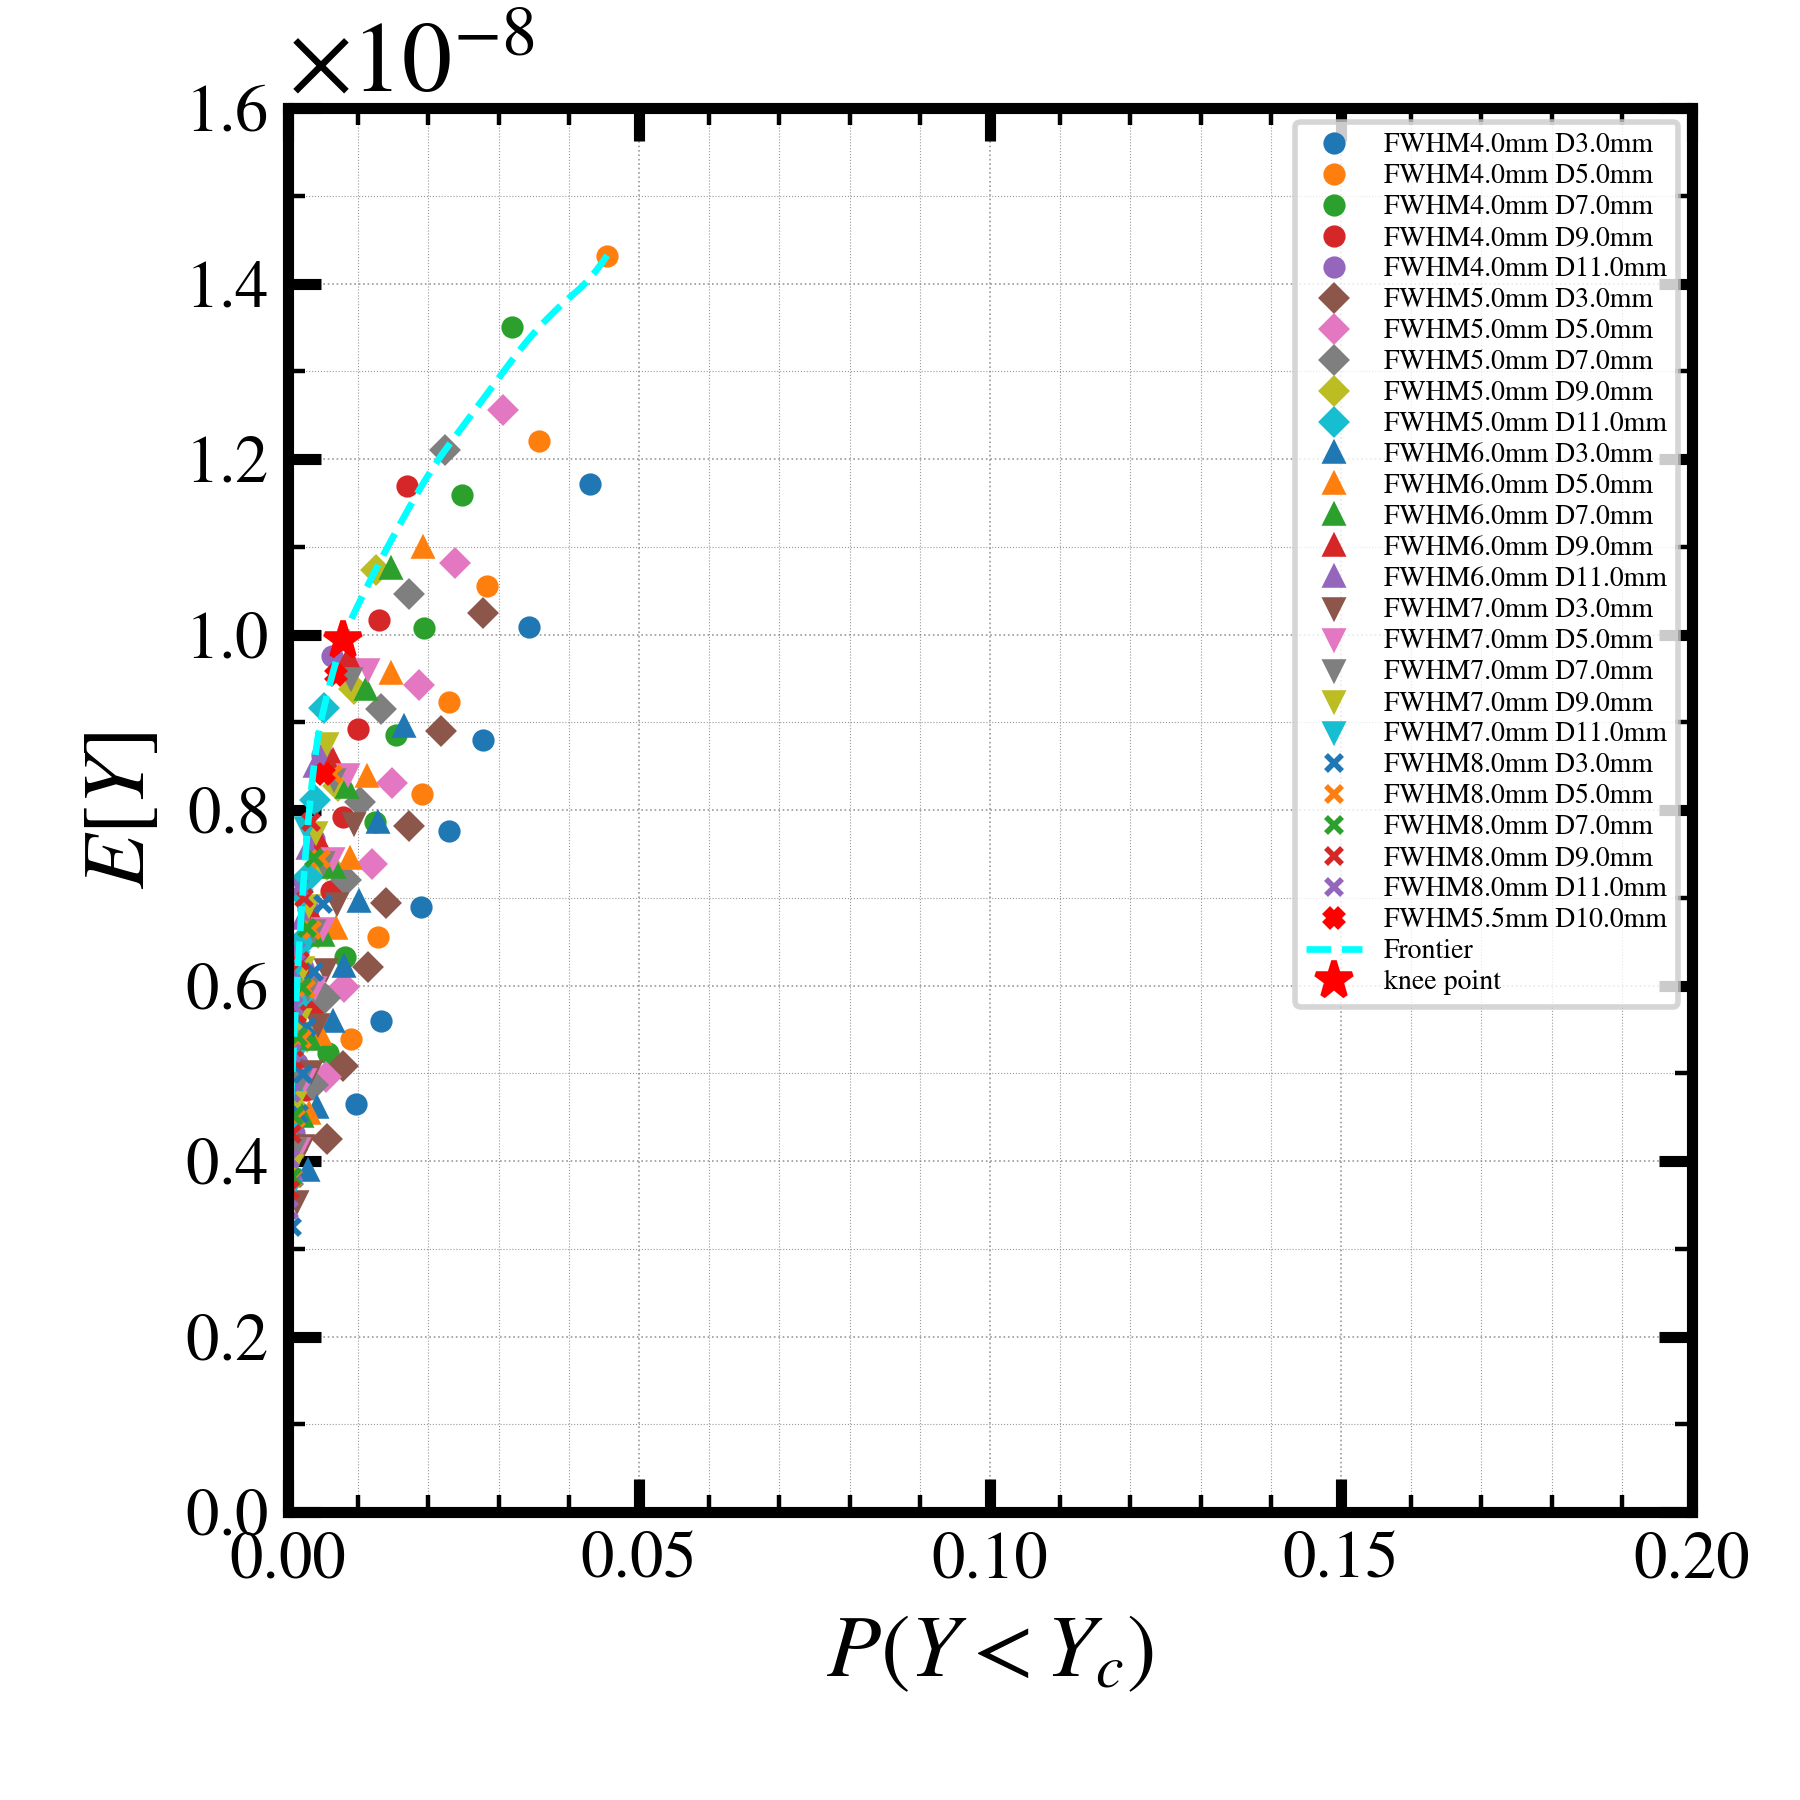 ×10⁻⁸
1.6
1.4
1.2
1.0
0.8
0.6
0.4
0.2
0.0
E[Y]
0.00 0.05 0.10 0.15 0.20
P(Y < Y_c)
FWHM4.0mm D3.0mm
FWHM4.0mm D5.0mm
FWHM4.0mm D7.0mm
FWHM4.0mm D9.0mm
FWHM4.0mm D11.0mm
FWHM5.0mm D3.0mm
FWHM5.0mm D5.0mm
FWHM5.0mm D7.0mm
FWHM5.0mm D9.0mm
FWHM5.0mm D11.0mm
FWHM6.0mm D3.0mm
FWHM6.0mm D5.0mm
FWHM6.0mm D7.0mm
FWHM6.0mm D9.0mm
FWHM6.0mm D11.0mm
FWHM7.0mm D3.0mm
FWHM7.0mm D5.0mm
FWHM7.0mm D7.0mm
FWHM7.0mm D9.0mm
FWHM7.0mm D11.0mm
FWHM8.0mm D3.0mm
FWHM8.0mm D5.0mm
FWHM8.0mm D7.0mm
FWHM8.0mm D9.0mm
FWHM8.0mm D11.0mm
FWHM5.5mm D10.0mm
Frontier
knee point